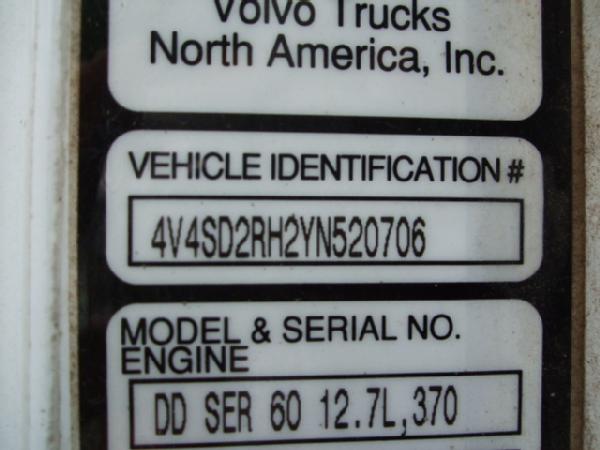 Volvo Trucks
North America, Inc.
VEHICLE IDENTIFICATION #
4V4SD2RH2YN520706
MODEL & SERIAL NO.
ENGINE
DD SER 60 12.7L,370